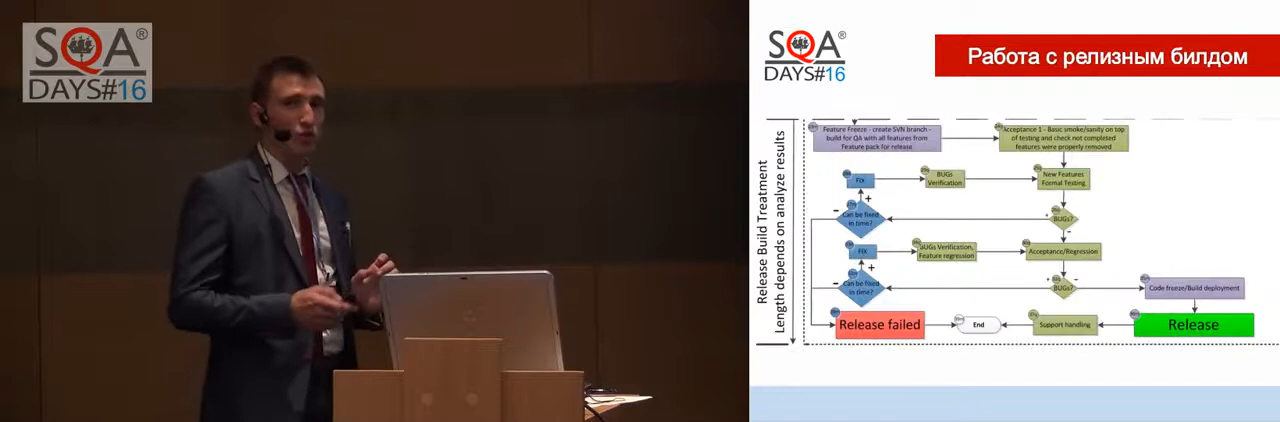 SQA®
DAYS#16
SQA®
DAYS#16
Работа с релизным билдом
Release Build Treatment
Length depends on analyze results
Feature Freeze - create SVN branch -
build for QA with all features from
Feature pack for release
Acceptance 1 - Basic smoke/sanity on top
of testing and check not completed
features were properly removed
Fix
BUGs
Verification
New Features
Formal Testing
Can be fixed
in time?
BUGs?
Fix
BUGs Verification,
Feature regression
Acceptance/Regression
Can be fixed
in time?
BUGs?
Code freeze/Build deployment
Release failed
End
Support handling
Release